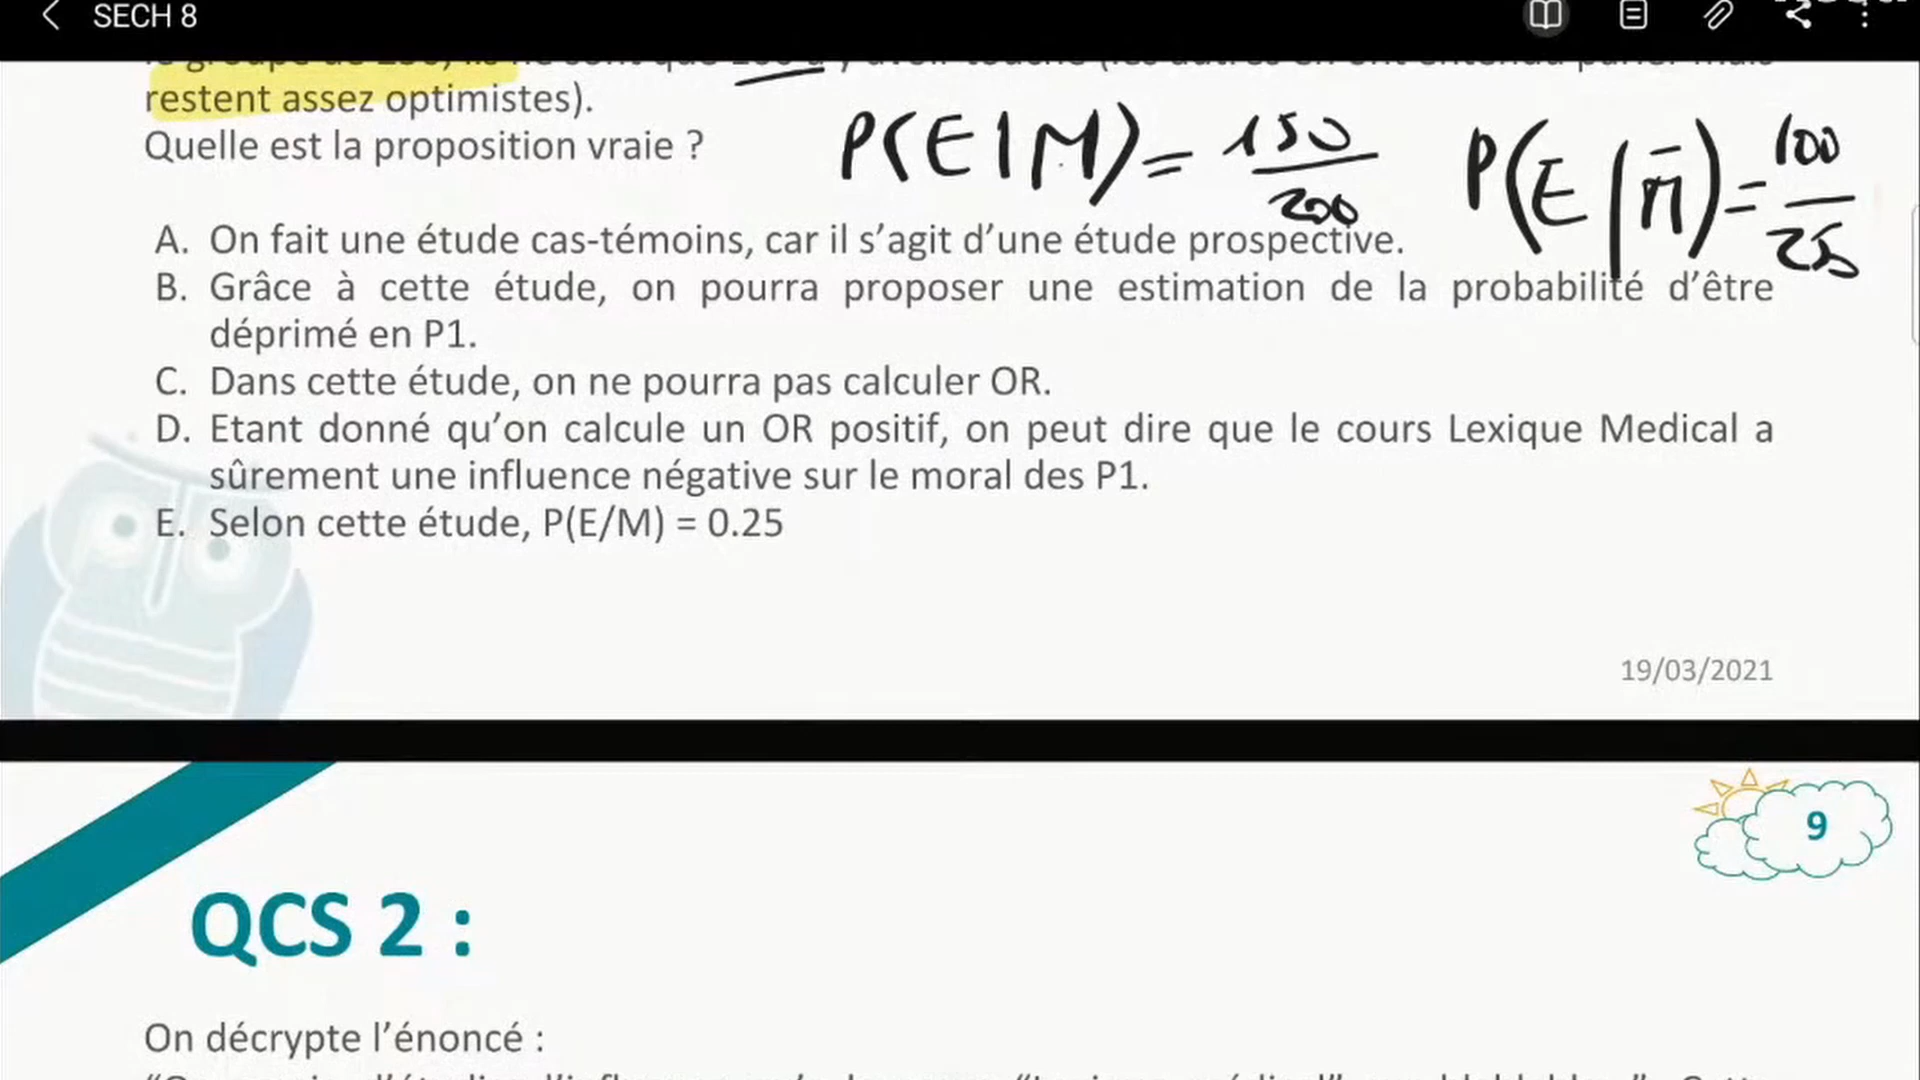 SECH 8
restent assez optimistes).
Quelle est la proposition vraie ?
P(E|M) = 150/200
P(E/M̄) = 100/250
A. On fait une étude cas-témoins, car il s’agit d’une étude prospective.
B. Grâce à cette étude, on pourra proposer une estimation de la probabilité d’être
déprimé en P1.
C. Dans cette étude, on ne pourra pas calculer OR.
D. Etant donné qu’on calcule un OR positif, on peut dire que le cours Lexique Medical a
sûrement une influence négative sur le moral des P1.
E. Selon cette étude, P(E/M) = 0.25
19/03/2021
9
QCS 2 :
On décrypte l’énoncé :